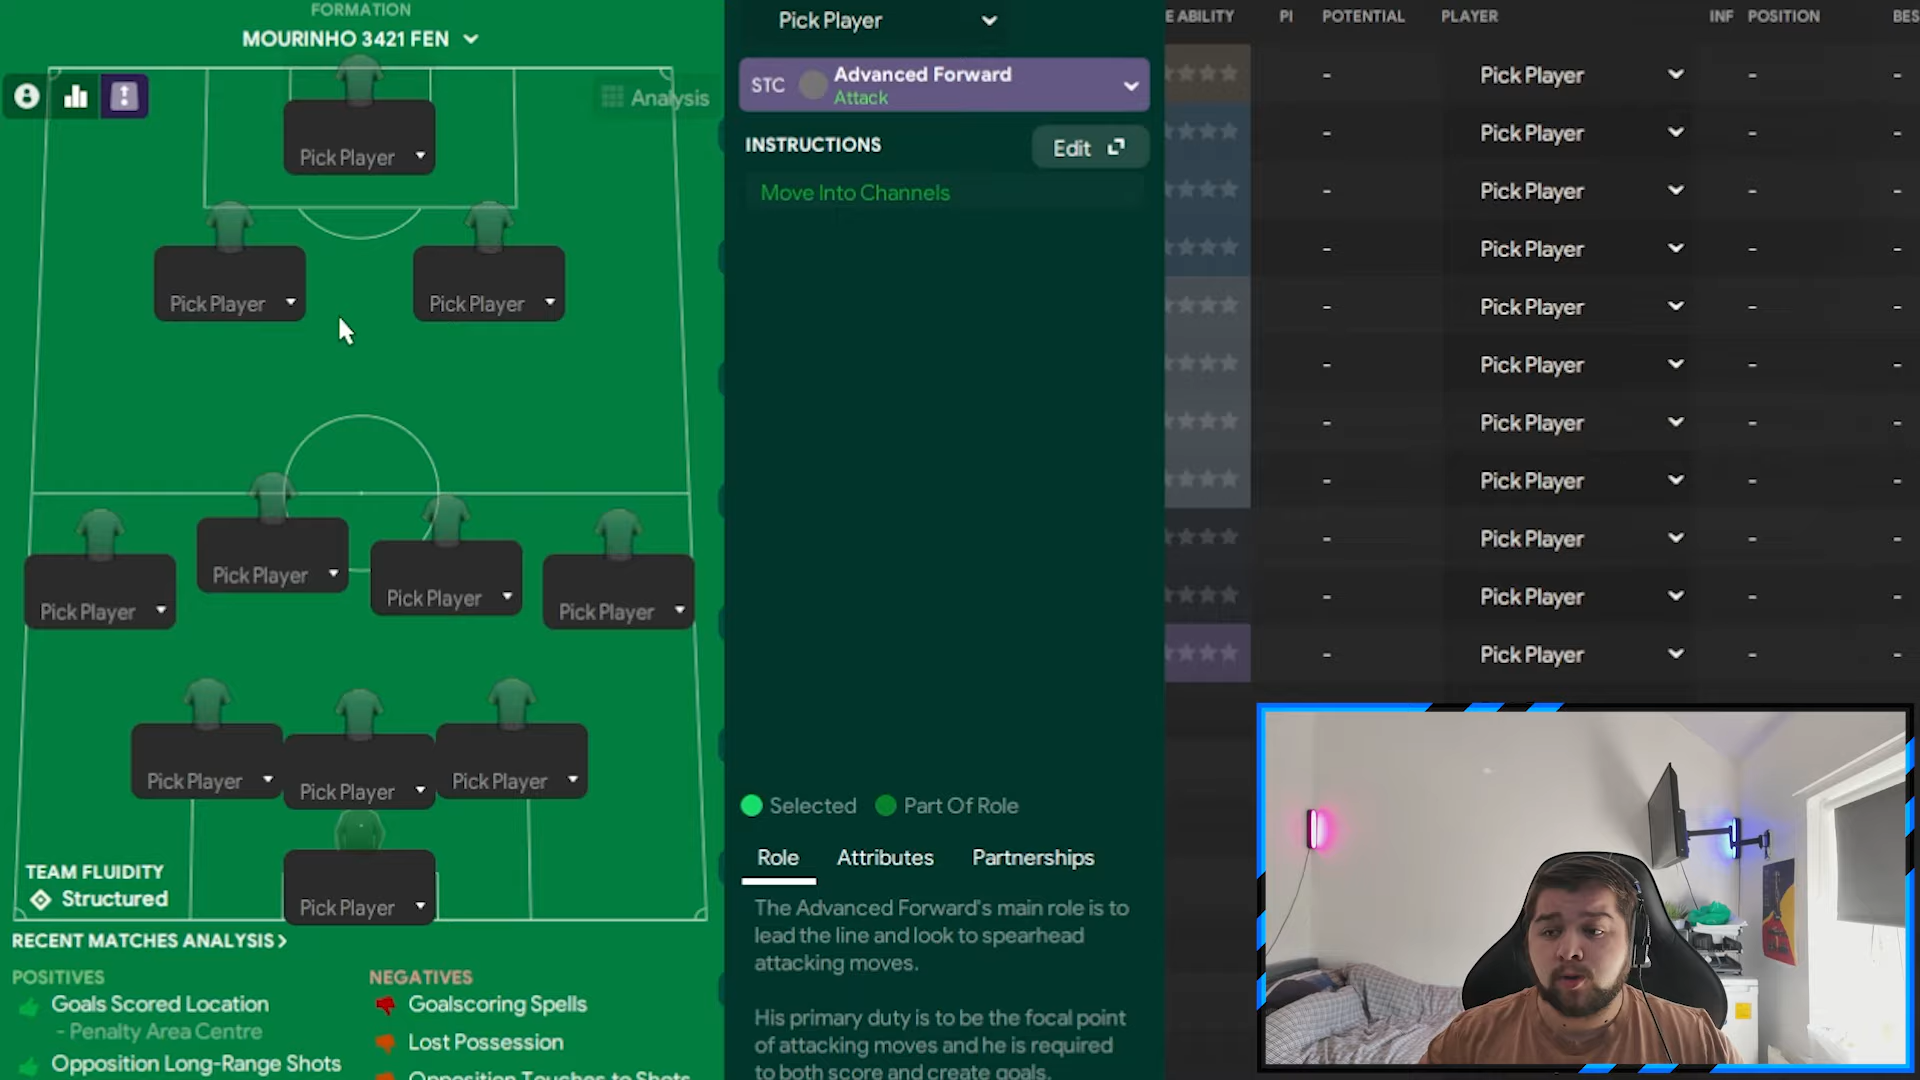 FORMATION
MOURINHO 3421 FEN
Analysis
Pick Player
Pick Player
Pick Player
Pick Player
Pick Player
Pick Player
Pick Player
Pick Player
Pick Player
Pick Player
Pick Player
TEAM FLUIDITY
Structured
RECENT MATCHES ANALYSIS >
POSITIVES
Goals Scored Location
- Penalty Area Centre
Opposition Long-Range Shots
NEGATIVES
Goalscoring Spells
Lost Possession
Opposition Touches to Shots
Pick Player
STC Advanced Forward
Attack
INSTRUCTIONS Edit
Move Into Channels
Selected Part Of Role
Role Attributes Partnerships
The Advanced Forward's main role is to
lead the line and look to spearhead
attacking moves.
His primary duty is to be the focal point
of attacking moves and he is required
to both score and create goals.
E ABILITY PI POTENTIAL PLAYER INF POSITION BES
- Pick Player - -
- Pick Player - -
- Pick Player - -
- Pick Player - -
- Pick Player - -
- Pick Player - -
- Pick Player - -
- Pick Player - -
- Pick Player - -
- Pick Player - -
- Pick Player - -